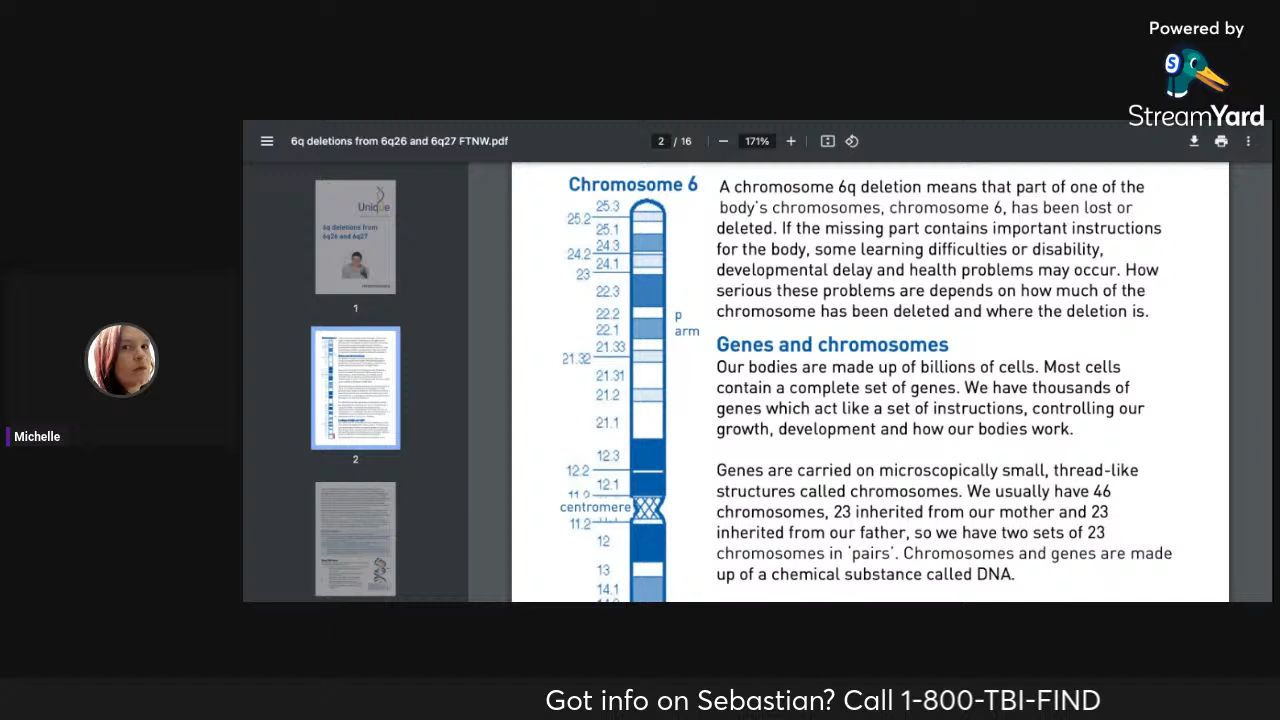 Powered by
S
StreamYard
6q deletions from 6q26 and 6q27 FTNW.pdf
2 / 16
171%
Unique
6q deletions from
6q26 and 6q27
1
2
Michelle
Chromosome 6
25.3
25.2
25.1
24.3
24.2
24.1
23
22.3
22.2
22.1
p
arm
21.33
21.32
21.31
21.2
21.1
12.3
12.2
12.1
centromere
11.2
12
13
14.1
A chromosome 6q deletion means that part of one of the
body's chromosomes, chromosome 6, has been lost or
deleted. If the missing part contains important instructions
for the body, some learning difficulties or disability,
developmental delay and health problems may occur. How
serious these problems are depends on how much of the
chromosome has been deleted and where the deletion is.
Genes and chromosomes
Our bodies are made up of billions of cells. Most cells
contain a complete set of genes. We have thousands of
genes that act like a set of instructions, controlling our
growth, development and how our bodies work.
Genes are carried on microscopically small, thread-like
structures called chromosomes. We usually have 46
chromosomes, 23 inherited from our mother and 23
inherited from our father, so we have two sets of 23
chromosomes in 'pairs'. Chromosomes and genes are made
up of a chemical substance called DNA.
Got info on Sebastian? Call 1-800-TBI-FIND